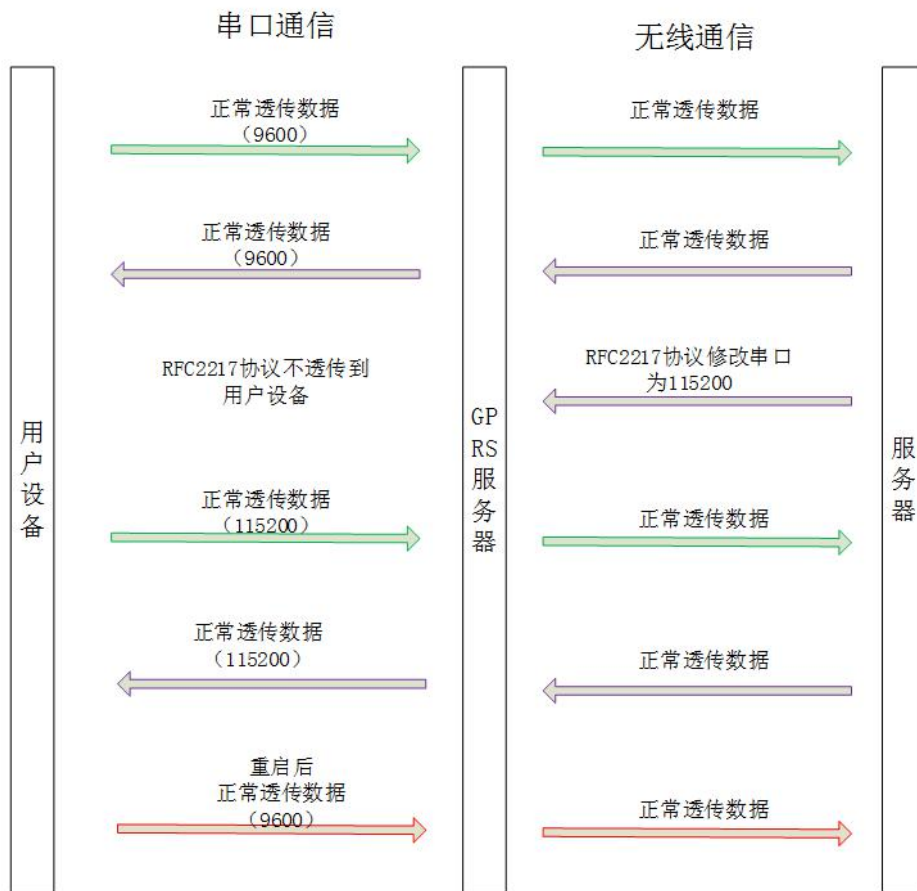 串口通信
无线通信
正常透传数据
（9600）
正常透传数据
正常透传数据
（9600）
正常透传数据
RFC2217协议不透传到
用户设备
RFC2217协议修改串口
为115200
用户设备
GP
RS
服
务
器
服务器
正常透传数据
（115200）
正常透传数据
正常透传数据
（115200）
正常透传数据
重启后
正常透传数据
（9600）
正常透传数据